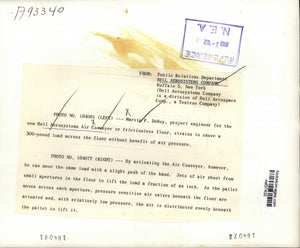 A93340
REFERENCE
N.E.A.
FROM: Public Relations Department
BELL AEROSYSTEMS COMPANY
Buffalo 5, New York
(Bell Aerosystems Company
is a division of Bell Aerospace
Corp., a Textron Company)
PHOTO NO. (LEFT) -- Marvin F. DeBoy, project engineer for the
new Bell Aerosystems Air Conveyor or frictionless floor, strains to shove a
300-pound load across the floor without benefit of air pressure.
PHOTO NO. 184077 (RIGHT) -- By activating the Air Conveyor, however,
he can move the same load with a slight push of the hand. Jets of air shoot from
small apertures in the floor to lift the load a fraction of an inch. As the pallet
moves across each aperture, pressure sensitive air valves beneath the floor are
actuated and, with relatively low pressure, the air is distributed evenly beneath
the pallet to lift it.
184081
184077